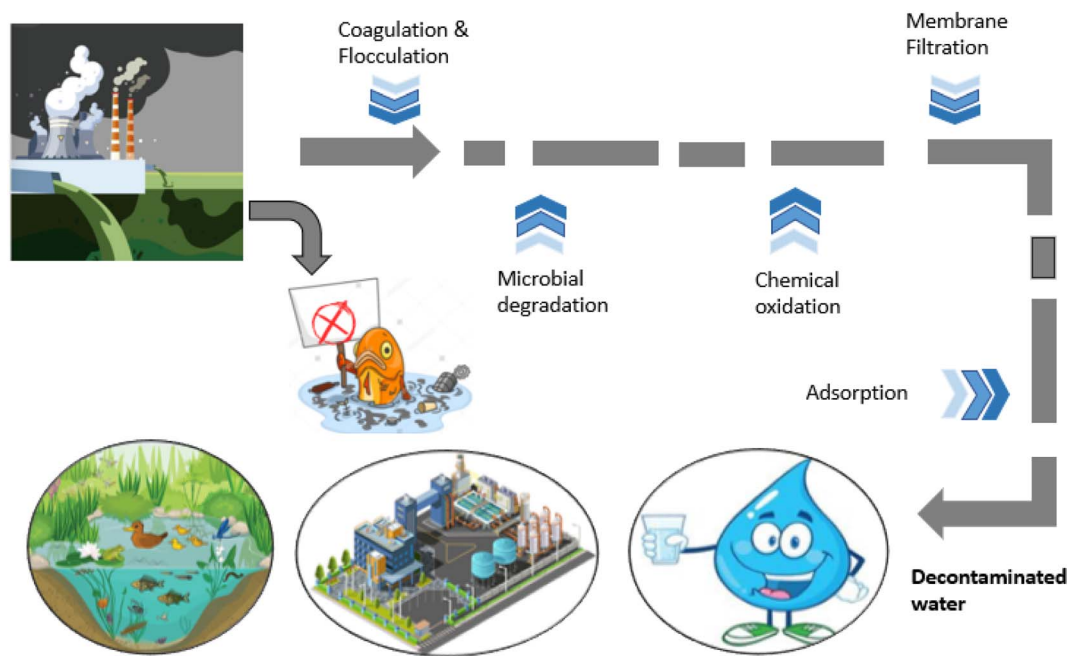 Coagulation &
Flocculation
Membrane
Filtration
Microbial
degradation
Chemical
oxidation
Adsorption
Decontaminated
water